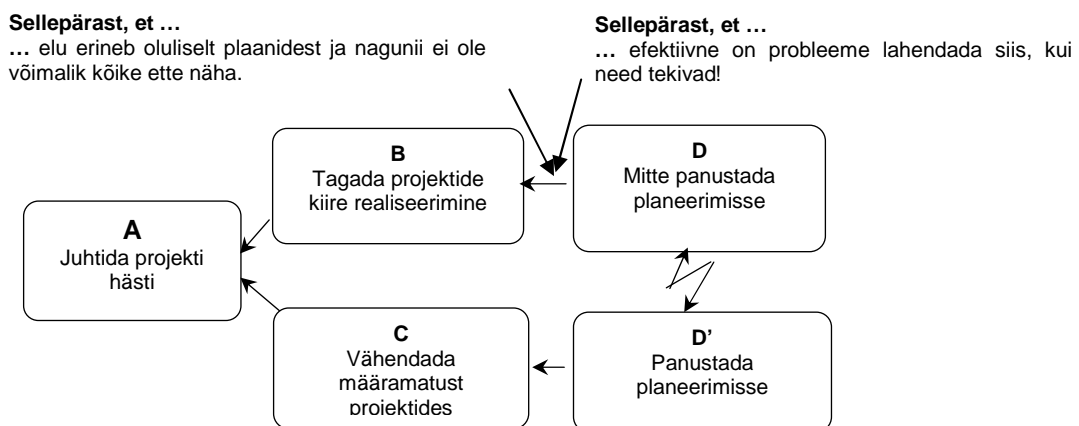 Sellepärast, et …
… elu erineb oluliselt plaanidest ja nagunii ei ole
võimalik kõike ette näha.
Sellepärast, et …
… efektiivne on probleeme lahendada siis, kui
need tekivad!
B
Tagada projektide
kiire realiseerimine
D
Mitte panustada
planeerimisse
A
Juhtida projekti
hästi
C
Vähendada
määramatust
projektides
D’
Panustada
planeerimisse